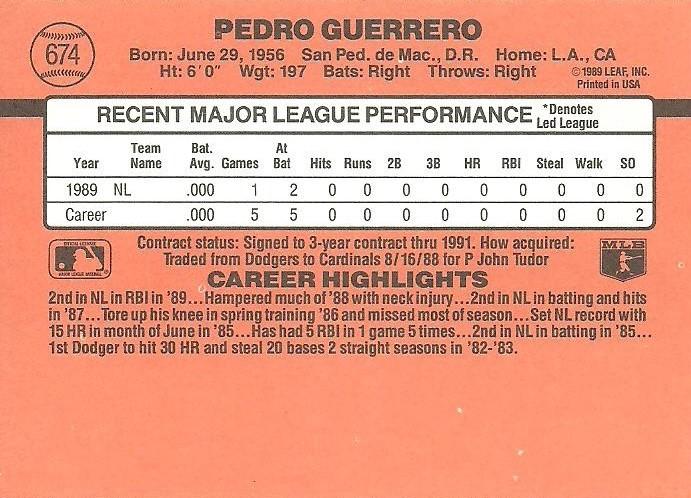 PEDRO GUERRERO
674
Born: June 29, 1956 San Ped. de Mac., D.R. Home: L.A., CA
Ht: 6'0" Wgt: 197 Bats: Right Throws: Right
©1989 LEAF, INC.
Printed in USA
RECENT MAJOR LEAGUE PERFORMANCE *Denotes Led League
Year Team Name Bat. Avg. Games At Bat Hits Runs 2B 3B HR RBI Steal Walk SO
1989 NL .000 1 2 0 0 0 0 0 0 0 0 0
Career .000 5 5 0 0 0 0 0 0 0 0 2
Contract status: Signed to 3-year contract thru 1991. How acquired:
Traded from Dodgers to Cardinals 8/16/88 for P John Tudor
MLB
CAREER HIGHLIGHTS
2nd in NL in RBI in '89...Hampered much of '88 with neck injury...2nd in NL in batting and hits
in '87...Tore up his knee in spring training '86 and missed most of season...Set NL record with
15 HR in month of June in '85...Has had 5 RBI in 1 game 5 times...2nd in NL in batting in '85...
1st Dodger to hit 30 HR and steal 20 bases 2 straight seasons in '82-'83.